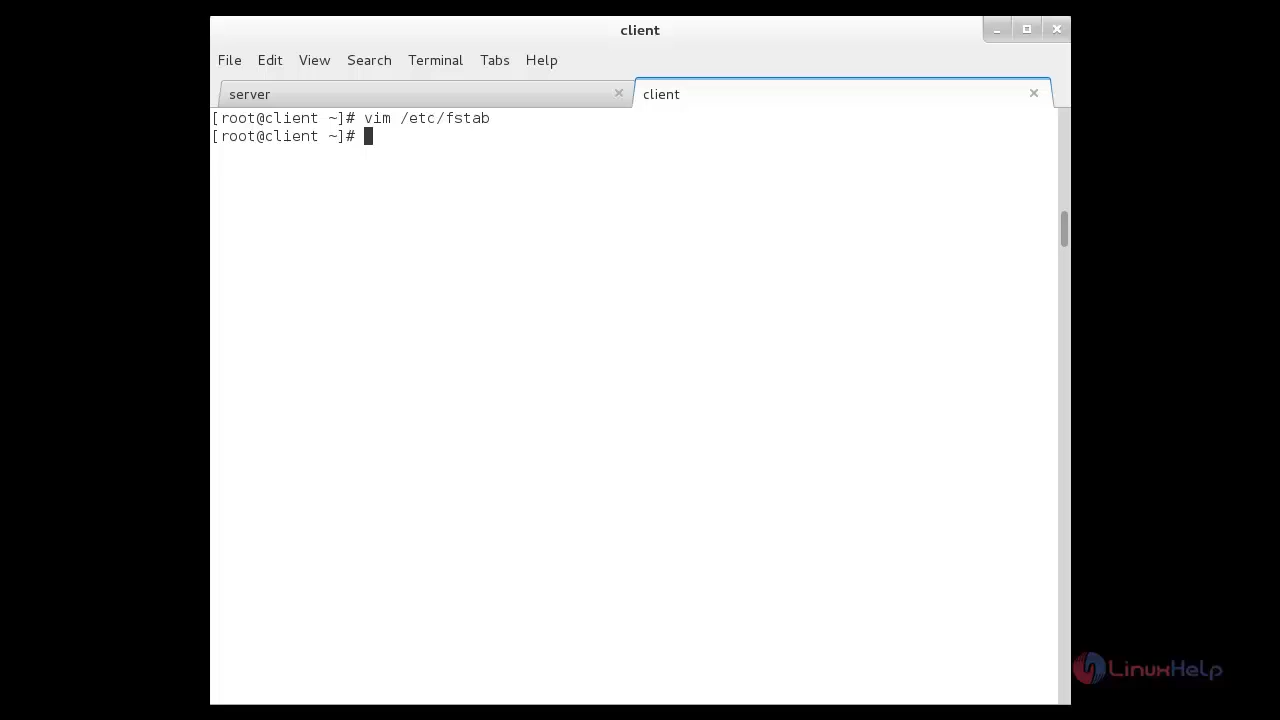 client
File Edit View Search Terminal Tabs Help
server
client
[root@client ~]# vim /etc/fstab
[root@client ~]#
LinuxHelp